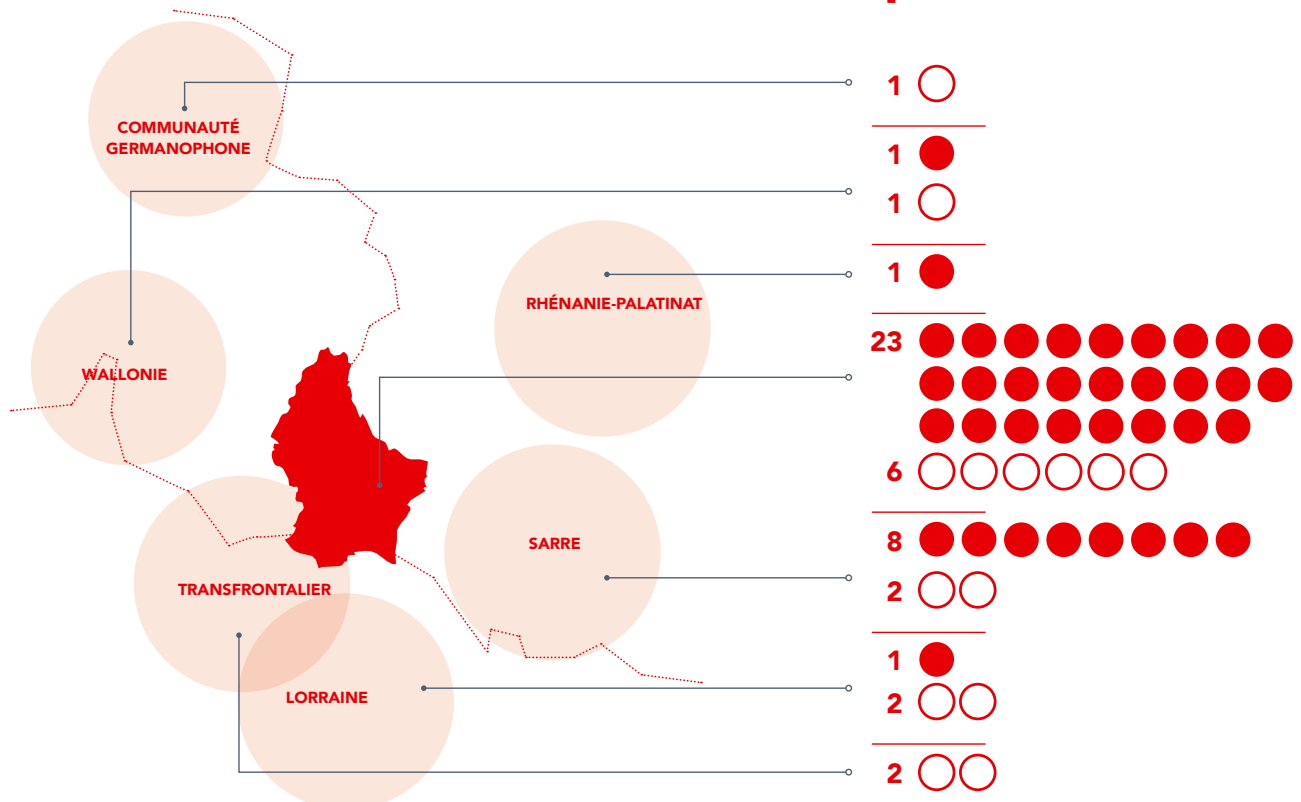 1
COMMUNAUTÉ
GERMANOPHONE
1
1
RHÉNANIE-PALATINAT
1
WALLONIE
23
6
SARRE
8
2
TRANSFRONTALIER
LORRAINE
1
2
2